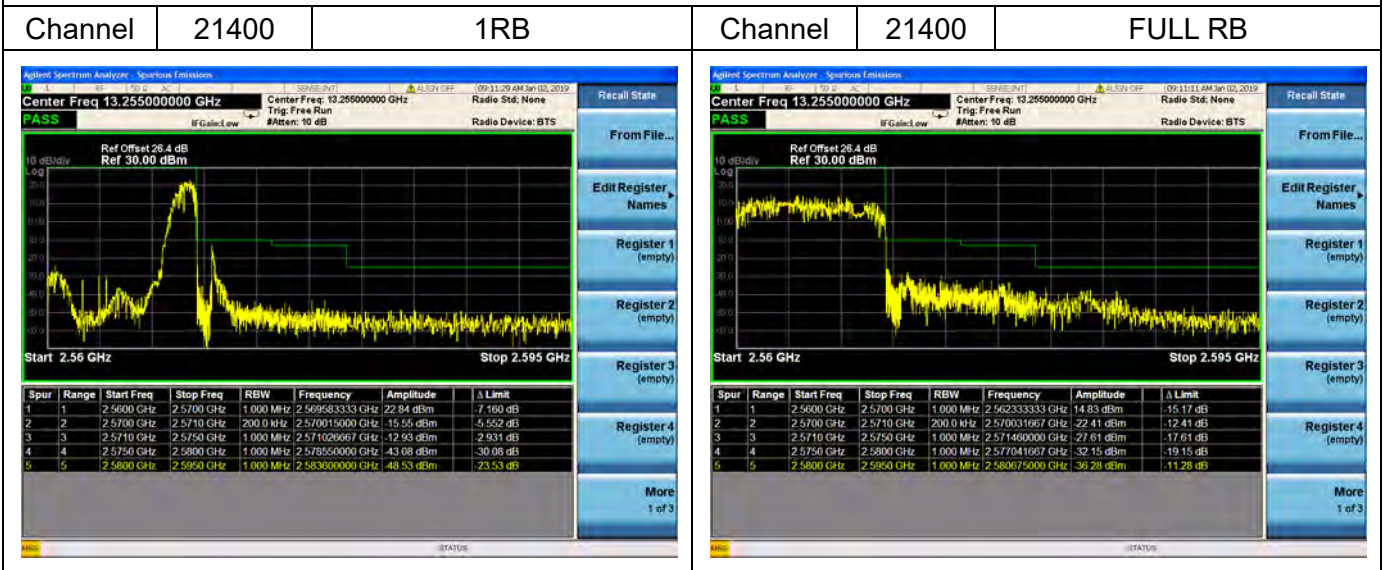 Channel 21400 1RB Channel 21400 FULL RB
Agilent Spectrum Analyzer - Spurious Emissions
09:11:29 AM Jan 02, 2019
Center Freq 13.255000000 GHz
Center Freq: 13.255000000 GHz
Radio Std: None
Trig: Free Run
PASS
IFGain:Low
#Atten: 10 dB
Radio Device: BTS
Ref Offset 26.4 dB
10 dB/div Ref 30.00 dBm
Log
Start 2.56 GHz Stop 2.595 GHz
Spur Range Start Freq Stop Freq RBW Frequency Amplitude Δ Limit
1 1 2.5600 GHz 2.5700 GHz 1.000 MHz 2.569583333 GHz 22.84 dBm -7.160 dB
2 2 2.5700 GHz 2.5710 GHz 200.0 kHz 2.570015000 GHz -15.55 dBm -5.552 dB
3 3 2.5710 GHz 2.5750 GHz 1.000 MHz 2.571026667 GHz -12.93 dBm -2.931 dB
4 4 2.5750 GHz 2.5800 GHz 1.000 MHz 2.578550000 GHz -43.08 dBm -30.08 dB
5 5 2.5800 GHz 2.5950 GHz 1.000 MHz 2.583600000 GHz -48.53 dBm -23.53 dB
STATUS
Recall State
From File...
Edit Register
Names
Register 1
(empty)
Register 2
(empty)
Register 3
(empty)
Register 4
(empty)
More
1 of 3
Agilent Spectrum Analyzer - Spurious Emissions
09:11:11 AM Jan 02, 2019
Center Freq 13.255000000 GHz
Center Freq: 13.255000000 GHz
Radio Std: None
Trig: Free Run
PASS
IFGain:Low
#Atten: 10 dB
Radio Device: BTS
Ref Offset 26.4 dB
10 dB/div Ref 30.00 dBm
Log
Start 2.56 GHz Stop 2.595 GHz
Spur Range Start Freq Stop Freq RBW Frequency Amplitude Δ Limit
1 1 2.5600 GHz 2.5700 GHz 1.000 MHz 2.562333333 GHz 14.83 dBm -15.17 dB
2 2 2.5700 GHz 2.5710 GHz 200.0 kHz 2.570031667 GHz -22.41 dBm -12.41 dB
3 3 2.5710 GHz 2.5750 GHz 1.000 MHz 2.571460000 GHz -27.61 dBm -17.61 dB
4 4 2.5750 GHz 2.5800 GHz 1.000 MHz 2.577041667 GHz -32.15 dBm -19.15 dB
5 5 2.5800 GHz 2.5950 GHz 1.000 MHz 2.580675000 GHz -36.28 dBm -11.28 dB
STATUS
Recall State
From File...
Edit Register
Names
Register 1
(empty)
Register 2
(empty)
Register 3
(empty)
Register 4
(empty)
More
1 of 3